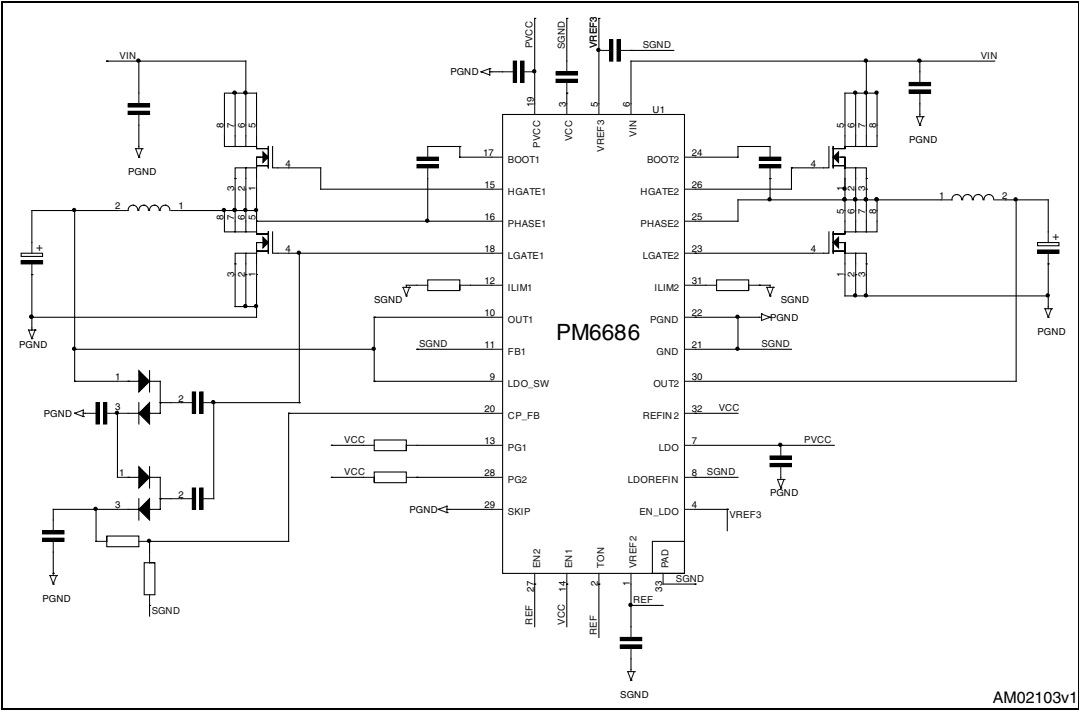 PVCC
SGND
VREF3
SGND
PGND
VIN
VIN
19
3
5
6
U1
PVCC
VCC
VREF3
VIN
8
7
6
5
5
6
7
8
PGND
PGND
17
BOOT1
BOOT2
24
4
4
15
HGATE1
HGATE2
26
3
2
1
1
2
3
2
1
1
2
16
PHASE1
PHASE2
25
8
7
6
5
5
6
7
8
+
+
4
18
LGATE1
LGATE2
23
4
3
2
1
1
2
3
SGND
12
ILIM1
ILIM2
31
SGND
10
OUT1
PGND
22
PGND
PGND
PGND
PM6686
SGND
11
FB1
GND
21
SGND
1
9
LDO_SW
OUT2
30
2
PGND
3
20
CP_FB
REFIN2
32
VCC
VCC
13
PG1
LDO
7
PVCC
1
VCC
28
PG2
LDOREFIN
8
SGND
2
PGND
3
PGND
29
SKIP
EN_LDO
4
VREF3
EN2
EN1
TON
VREF2
PAD
27
14
2
1
33
SGND
PGND
SGND
REF
VCC
REF
REF
SGND
AM02103v1